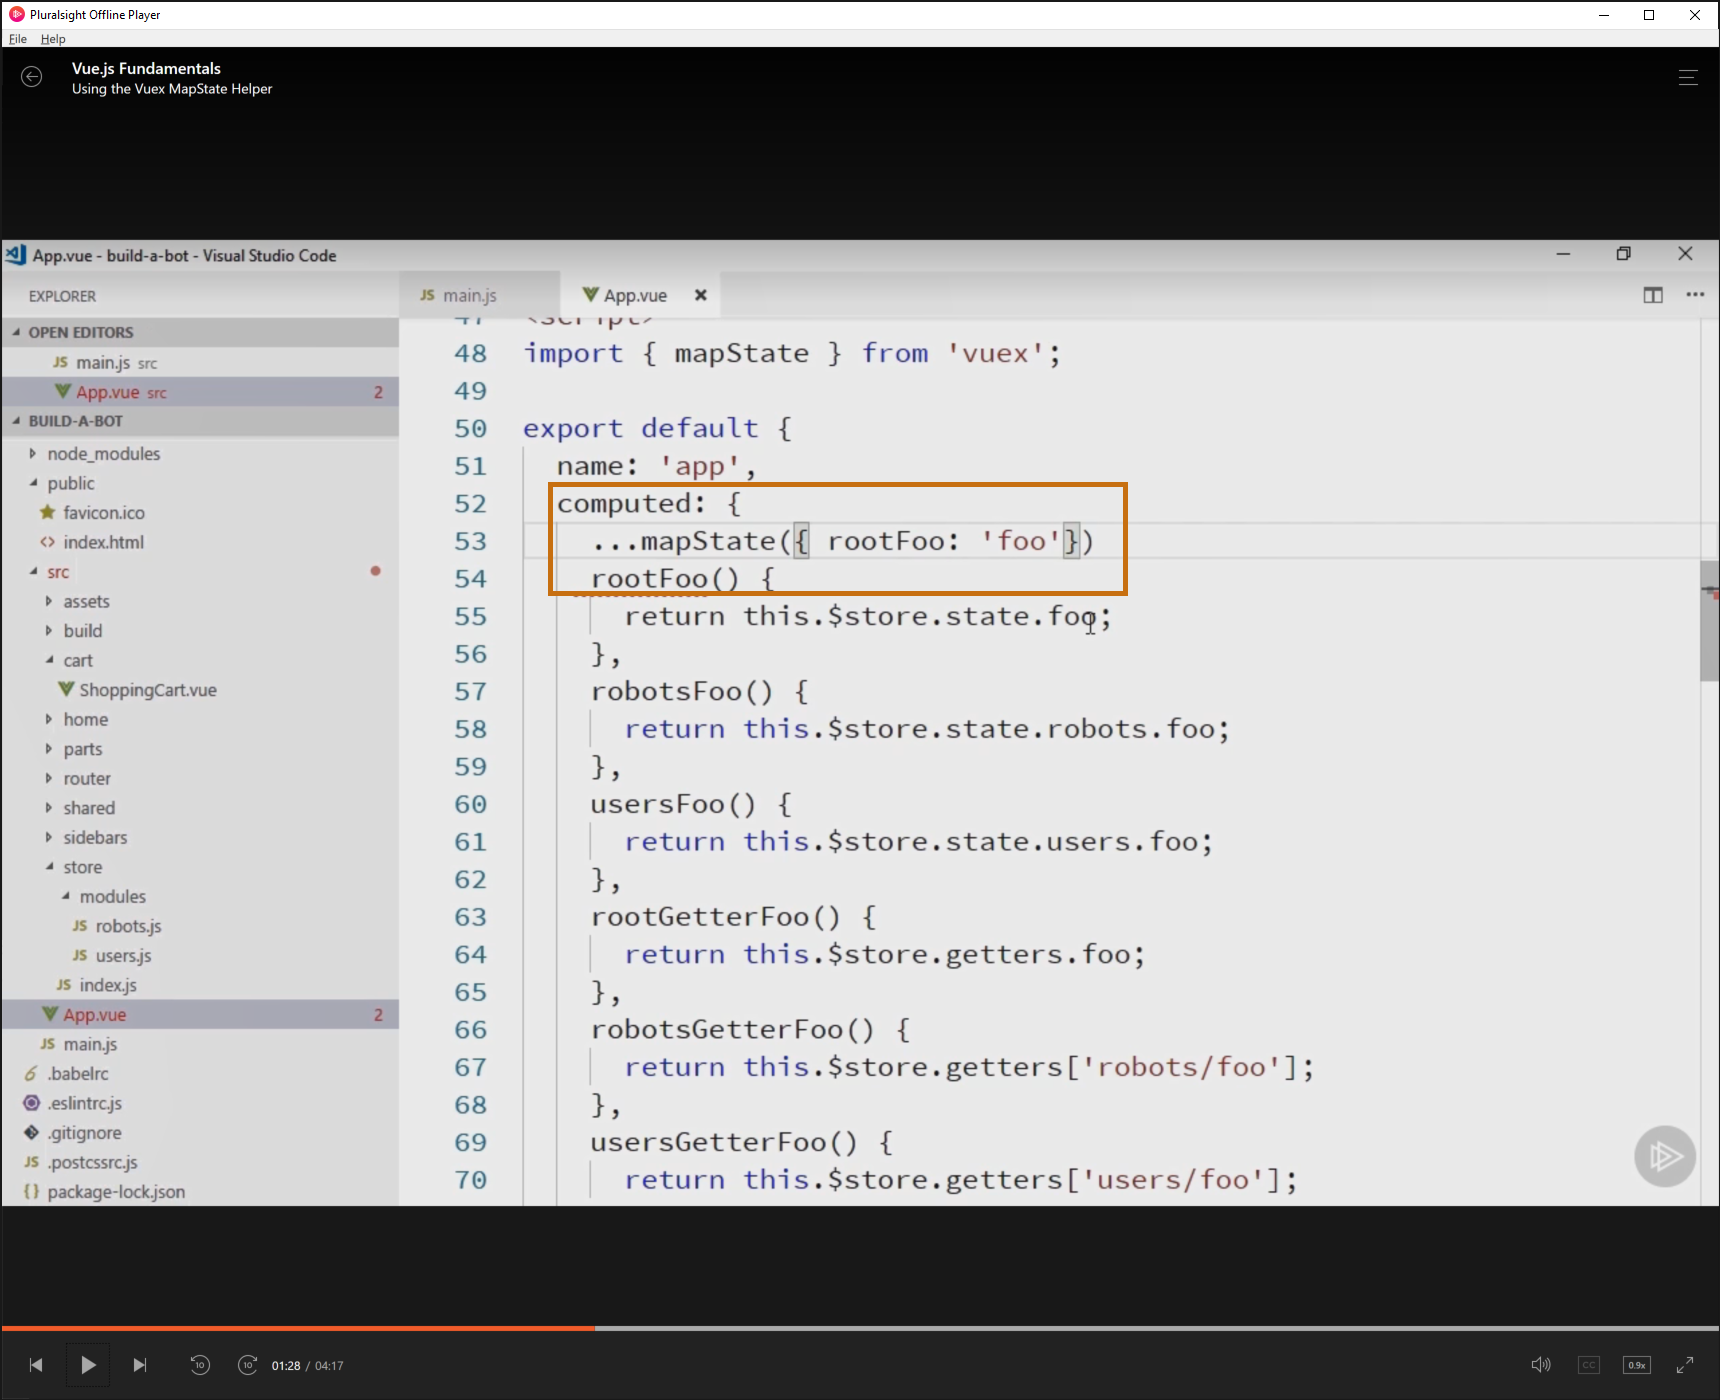 Pluralsight Offline Player
File Help
Vue.js Fundamentals
Using the Vuex MapState Helper
App.vue - build-a-bot - Visual Studio Code
EXPLORER
JS main.js
App.vue
OPEN EDITORS
JS main.js src
App.vue src 2
BUILD-A-BOT
node_modules
public
favicon.ico
<> index.html
src
assets
build
cart
ShoppingCart.vue
home
parts
router
shared
sidebars
store
modules
JS robots.js
JS users.js
JS index.js
App.vue 2
JS main.js
.babelrc
.eslintrc.js
.gitignore
JS .postcssrc.js
{} package-lock.json
47 <script>
48 import { mapState } from 'vuex';
49
50 export default {
51 name: 'app',
52 computed: {
53 ...mapState({ rootFoo: 'foo'})
54 rootFoo() {
55 return this.$store.state.foo;
56 },
57 robotsFoo() {
58 return this.$store.state.robots.foo;
59 },
60 usersFoo() {
61 return this.$store.state.users.foo;
62 },
63 rootGetterFoo() {
64 return this.$store.getters.foo;
65 },
66 robotsGetterFoo() {
67 return this.$store.getters['robots/foo'];
68 },
69 usersGetterFoo() {
70 return this.$store.getters['users/foo'];
10
10
01:28 / 04:17
CC
0.9x